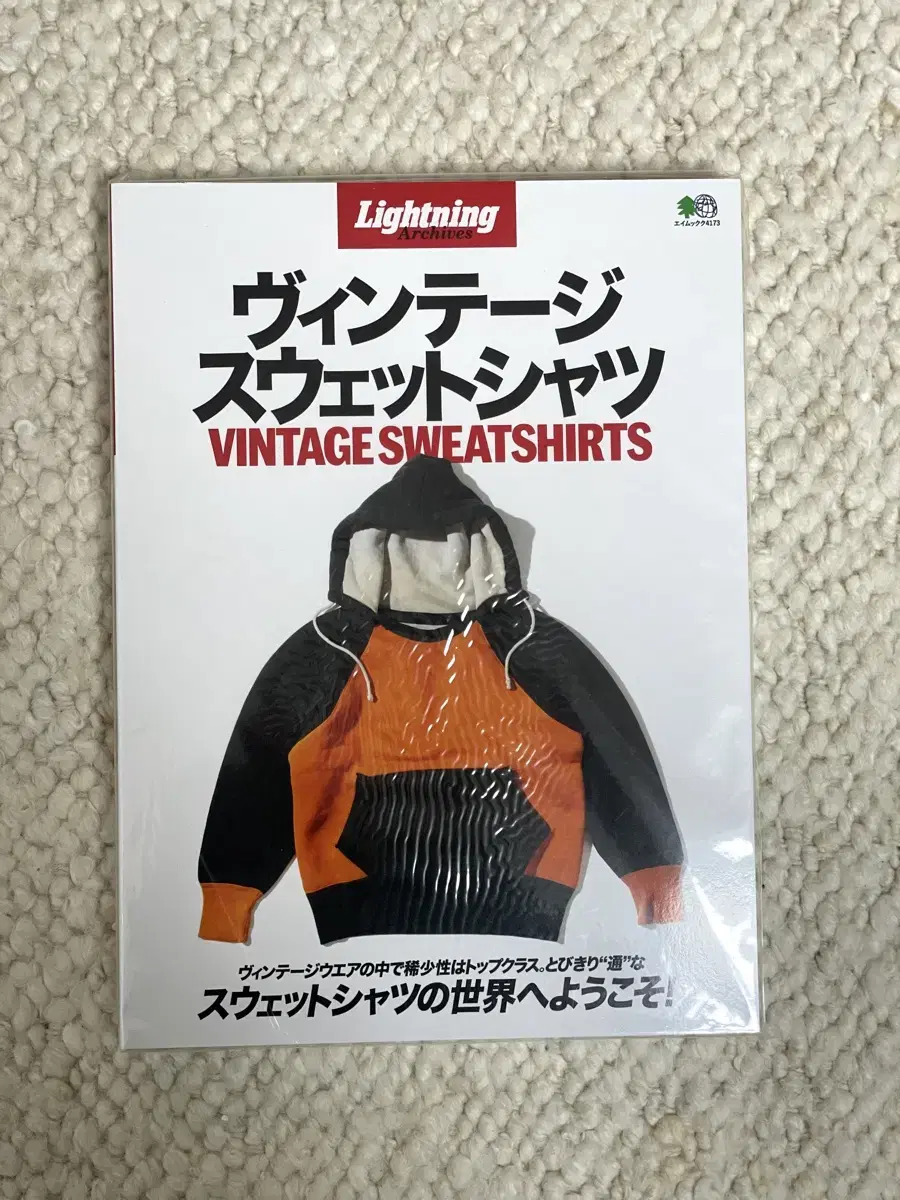 Lightning
Archives
エイムック4173
ヴィンテージ
スウェットシャツ
VINTAGE SWEATSHIRTS
ヴィンテージウエアの中で稀少性はトップクラス。とびきり“通”な
スウェットシャツの世界へようこそ!